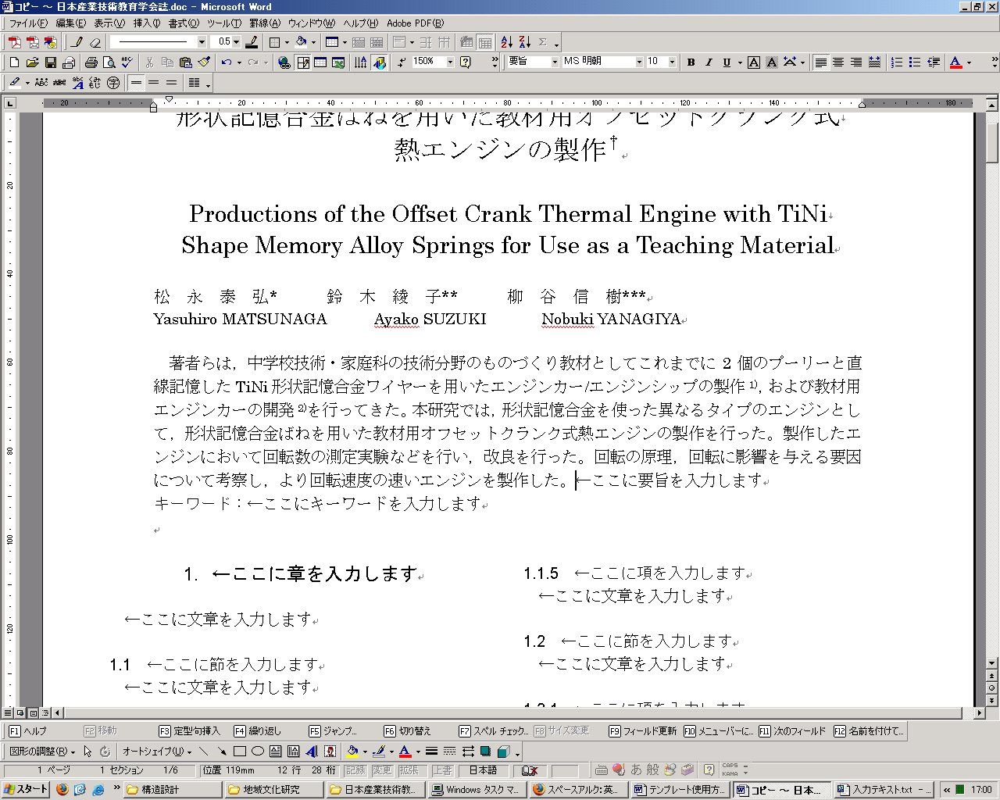 コピー ～ 日本産業技術教育学会誌.doc - Microsoft Word
ファイル(F) 編集(E) 表示(V) 挿入(I) 書式(O) ツール(T) 罫線(A) ウィンドウ(W) ヘルプ(H) Adobe PDF(B)
0.5
150% 要旨 MS 明朝 10 B I U A A A
20 20 40 60 80 100 120 140 160 180
形状記憶合金ばねを用いた教材用オフセットクランク式
熱エンジンの製作†
Productions of the Offset Crank Thermal Engine with TiNi
Shape Memory Alloy Springs for Use as a Teaching Material
松 永 泰 弘* 鈴 木 綾 子** 柳 谷 信 樹***
Yasuhiro MATSUNAGA Ayako SUZUKI Nobuki YANAGIYA
著者らは，中学校技術・家庭科の技術分野のものづくり教材としてこれまでに 2 個のプーリーと直
線記憶した TiNi 形状記憶合金ワイヤーを用いたエンジンカー/エンジンシップの製作 1)，および教材用
エンジンカーの開発 2)を行ってきた。本研究では，形状記憶合金を使った異なるタイプのエンジンとし
て，形状記憶合金ばねを用いた教材用オフセットクランク式熱エンジンの製作を行った。製作したエ
ンジンにおいて回転数の測定実験などを行い，改良を行った。回転の原理，回転に影響を与える要因
について考察し，より回転速度の速いエンジンを製作した。←ここに要旨を入力します
キーワード：←ここにキーワードを入力します
1. ←ここに章を入力します
←ここに文章を入力します
1.1 ←ここに節を入力します
←ここに文章を入力します
1.1.5 ←ここに項を入力します
←ここに文章を入力します
1.2 ←ここに節を入力します
←ここに文章を入力します
1.2.1 ←ここに項を入力します
F1 ヘルプ F2 移動 F3 定型句挿入 F4 繰り返し F5 ジャンプ... F6 切り替え F7 スペル チェック... F8 サイズ変更 F9 フィールド更新 F10 メニューバーに... F11 次のフィールド F12 名前を付けて...
図形の調整(R) オートシェイプ(U)
1 ページ 1 セクション 1/6 位置 119mm 12 行 28 桁 記録 変更 拡張 上書 日本語 あ 般 CAPS KANA
スタート 構造設計 地域文化研究 日本産業技術教... Windows タスク マ... スペースアルク：英... テンプレート使用方... コピー ～ 日本... 入力テキスト.txt - ... 17:00